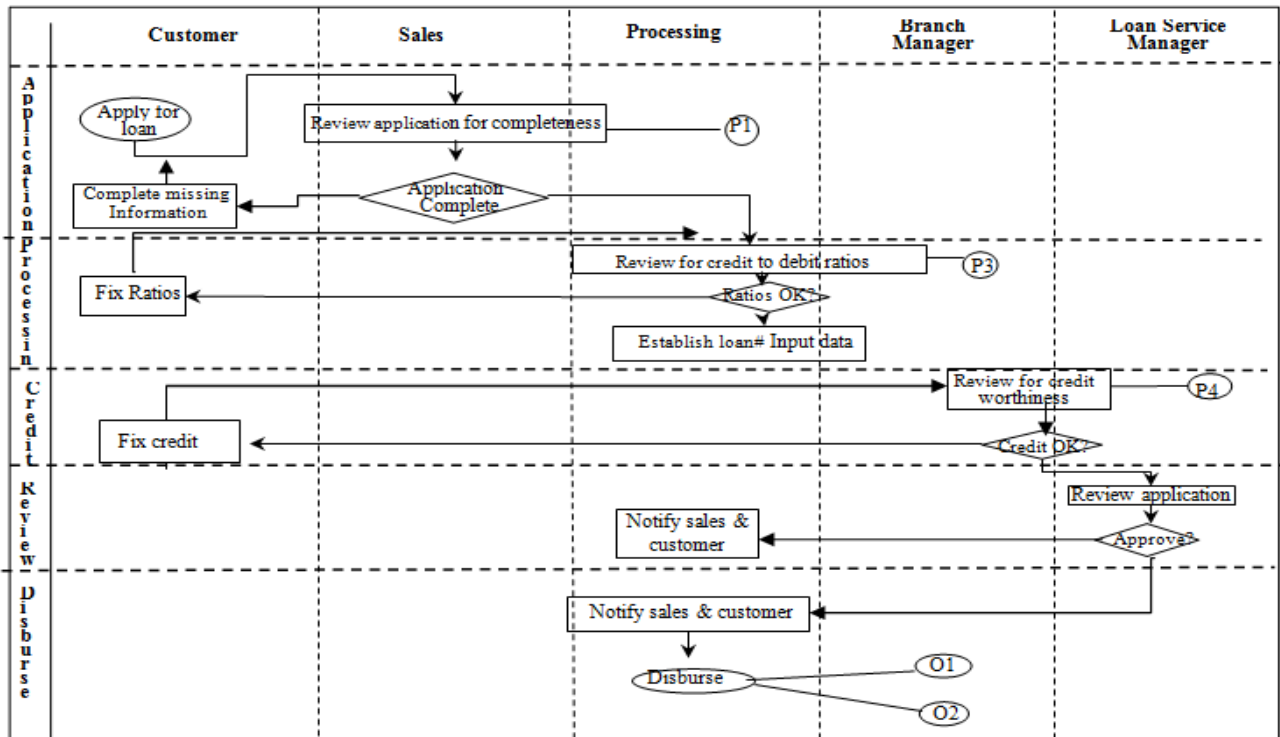 Customer
Sales
Processing
Branch
Manager
Loan Service
Manager
Application
Apply for
loan
Review application for completeness
P1
Complete missing
Information
Application
Complete
Processin
Review for credit to debit ratios
P3
Fix Ratios
Ratios OK?
Establish loan# Input data
Credit
Review for credit
worthiness
P4
Fix credit
Credit OK?
Review
Review application
Notify sales &
customer
Approve?
Disburse
Notify sales & customer
Disburse
O1
O2